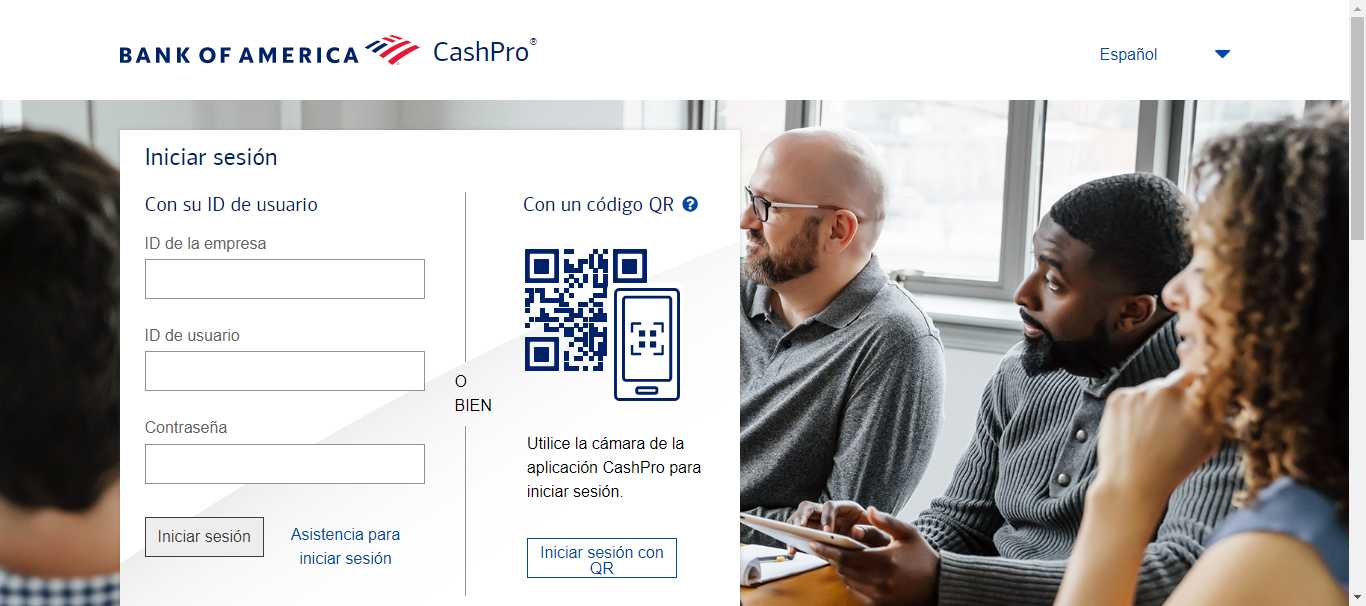 BANK OF AMERICA CashPro®
Español
Iniciar sesión
Con su ID de usuario
ID de la empresa
ID de usuario
Contraseña
Iniciar sesión
Asistencia para
iniciar sesión
O
BIEN
Con un código QR ?
Utilice la cámara de la
aplicación CashPro para
iniciar sesión.
Iniciar sesión con
QR